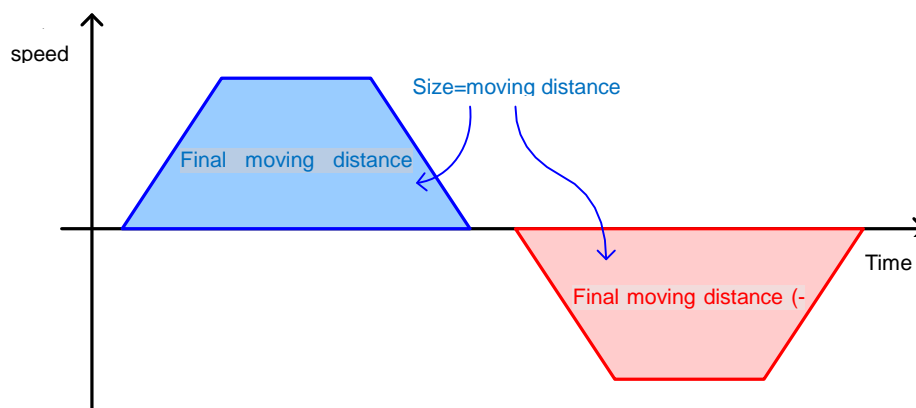 speed
Size=moving distance
Final moving distance
Time
Final moving distance (-